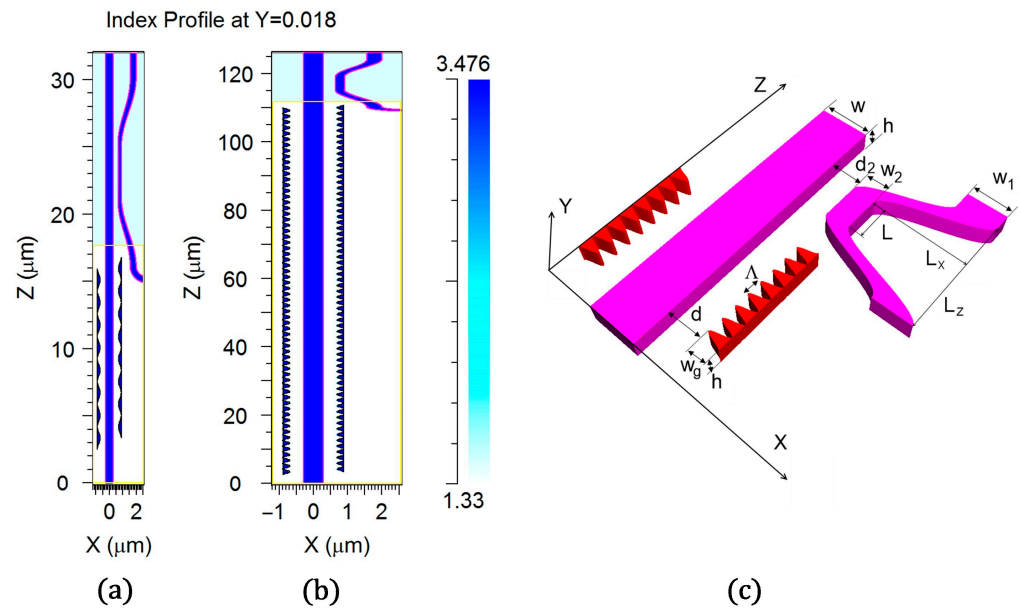 Index Profile at Y=0.018
30
20
10
0
Z (μm)
0 2
X (μm)
(a)
120
100
80
60
40
20
0
Z (μm)
−1 0 1 2
X (μm)
(b)
3.476
1.33
Z
w
h
d2
w2
w1
Y
L
Lx
Lz
Λ
d
wg
h
X
(c)